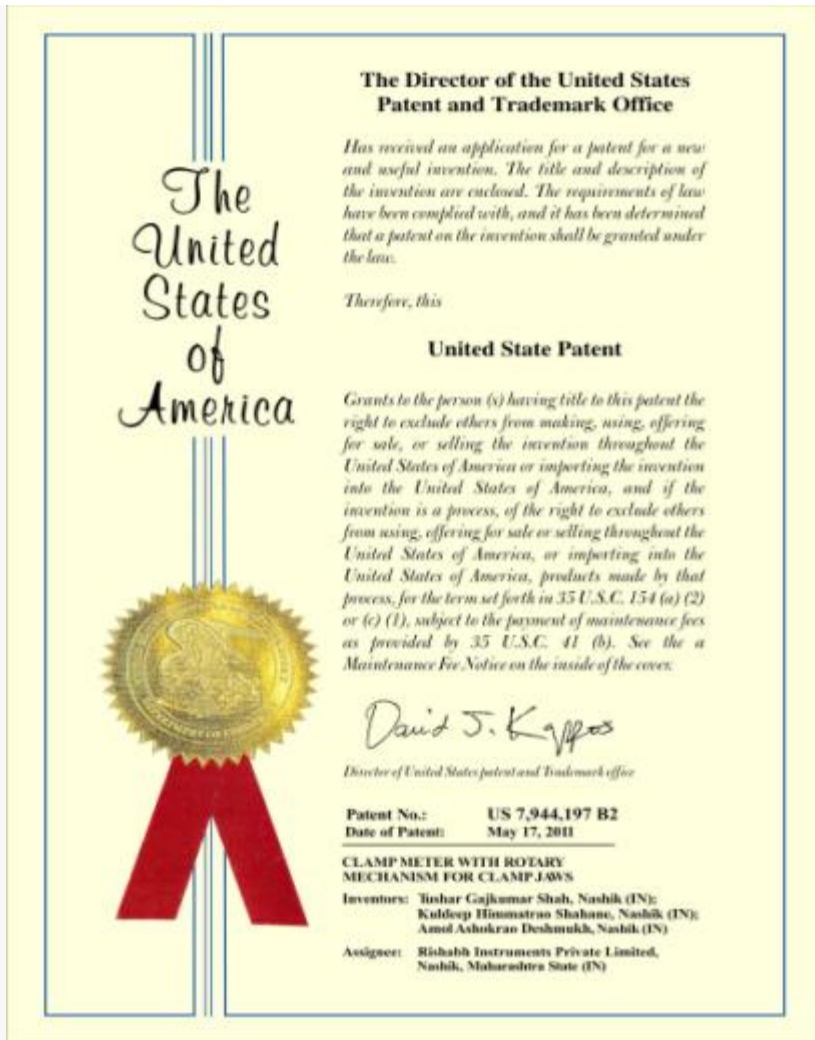 The
United
States
of
America
The Director of the United States
Patent and Trademark Office
Has received an application for a patent for a new
and useful invention. The title and description of
the invention are enclosed. The requirements of law
have been complied with, and it has been determined
that a patent on the invention shall be granted under
the law.
Therefore, this
United State Patent
Grants to the person (s) having title to this patent the
right to exclude others from making, using, offering
for sale, or selling the invention throughout the
United States of America or importing the invention
into the United States of America, and if the
invention is a process, of the right to exclude others
from using, offering for sale or selling throughout the
United States of America, or importing into the
United States of America, products made by that
process, for the term set forth in 35 U.S.C. 154 (a) (2)
or (c) (1), subject to the payment of maintenance fees
as provided by 35 U.S.C. 41 (b). See the a
Maintenance Fee Notice on the inside of the cover.
David J. Kappos
Director of United States patent and Trademark office
Patent No.: US 7,944,197 B2
Date of Patent: May 17, 2011
CLAMP METER WITH ROTARY
MECHANISM FOR CLAMP JAWS
Inventors: Tushar Gajkumar Shah, Nashik (IN);
Kuldeep Himmatrao Shahane, Nashik (IN);
Amol Ashokrao Deshmukh, Nashik (IN)
Assignee: Rishabh Instruments Private Limited,
Nashik, Maharashtra State (IN)